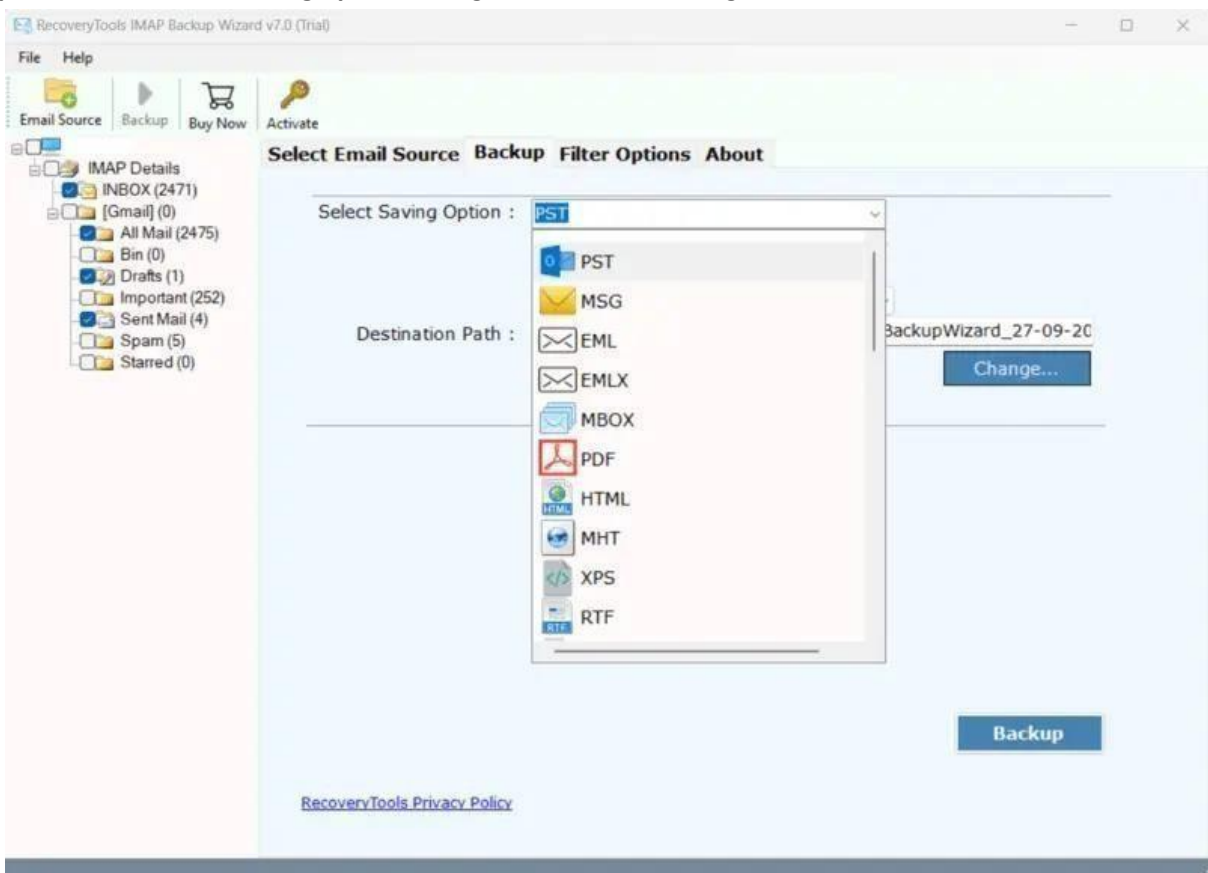 RecoveryTools IMAP Backup Wizard v7.0 (Trial)
File Help
Email Source Backup Buy Now Activate
IMAP Details
INBOX (2471)
[Gmail] (0)
All Mail (2475)
Bin (0)
Drafts (1)
Important (252)
Sent Mail (4)
Spam (5)
Starred (0)
Select Email Source Backup Filter Options About
Select Saving Option : PST
PST
MSG
EML
EMLX
MBOX
PDF
HTML
MHT
XPS
RTF
Destination Path : BackupWizard_27-09-20
Change...
Backup
RecoveryTools Privacy Policy